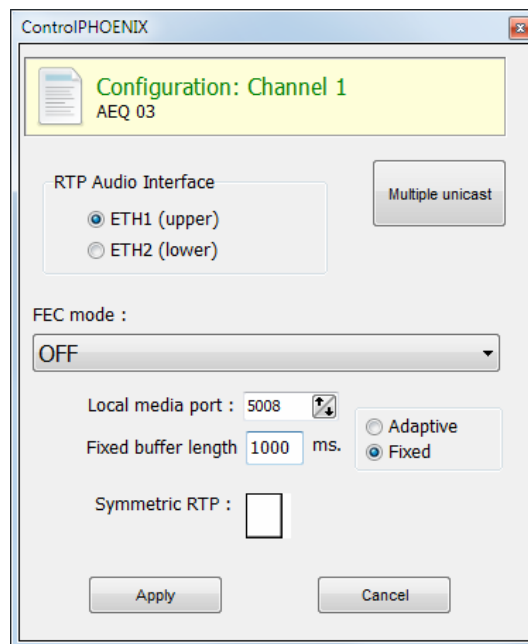 ControlPHOENIX
Configuration: Channel 1
AEQ 03
RTP Audio Interface
ETH1 (upper)
ETH2 (lower)
Multiple unicast
FEC mode :
OFF
Local media port : 5008
Fixed buffer length 1000 ms.
Adaptive
Fixed
Symmetric RTP :
Apply
Cancel